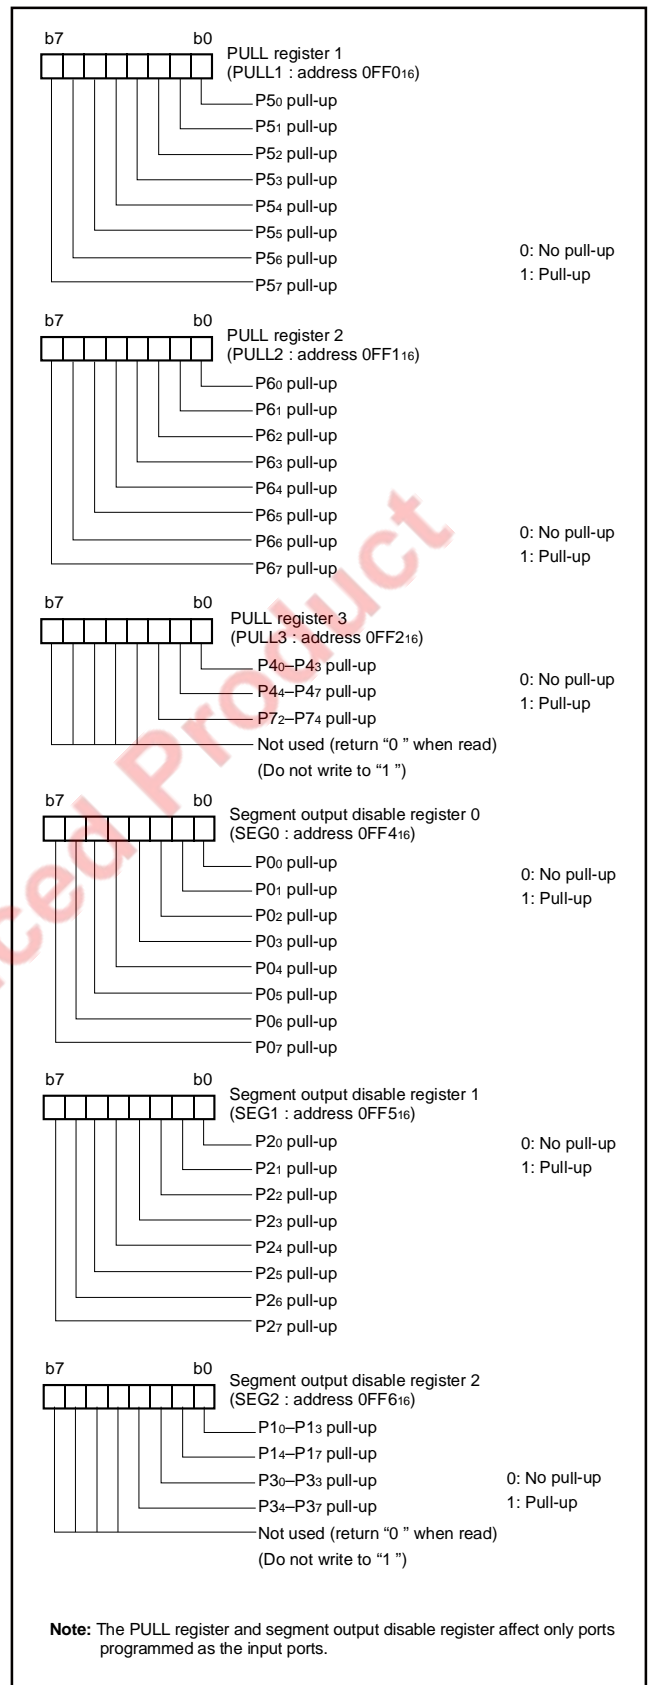 b7 b0
PULL register 1
(PULL1 : address 0FF016)
P50 pull-up
P51 pull-up
P52 pull-up
P53 pull-up
P54 pull-up
P55 pull-up
P56 pull-up
P57 pull-up
0: No pull-up
1: Pull-up
b7 b0
PULL register 2
(PULL2 : address 0FF116)
P60 pull-up
P61 pull-up
P62 pull-up
P63 pull-up
P64 pull-up
P65 pull-up
P66 pull-up
P67 pull-up
0: No pull-up
1: Pull-up
b7 b0
PULL register 3
(PULL3 : address 0FF216)
P40–P43 pull-up
P44–P47 pull-up
P72–P74 pull-up
Not used (return “0 ” when read)
(Do not write to “1 ”)
0: No pull-up
1: Pull-up
b7 b0
Segment output disable register 0
(SEG0 : address 0FF416)
P00 pull-up
P01 pull-up
P02 pull-up
P03 pull-up
P04 pull-up
P05 pull-up
P06 pull-up
P07 pull-up
0: No pull-up
1: Pull-up
b7 b0
Segment output disable register 1
(SEG1 : address 0FF516)
P20 pull-up
P21 pull-up
P22 pull-up
P23 pull-up
P24 pull-up
P25 pull-up
P26 pull-up
P27 pull-up
0: No pull-up
1: Pull-up
b7 b0
Segment output disable register 2
(SEG2 : address 0FF616)
P10–P13 pull-up
P14–P17 pull-up
P30–P33 pull-up
P34–P37 pull-up
Not used (return “0 ” when read)
(Do not write to “1 ”)
0: No pull-up
1: Pull-up
Note: The PULL register and segment output disable register affect only ports
programmed as the input ports.
ced Product